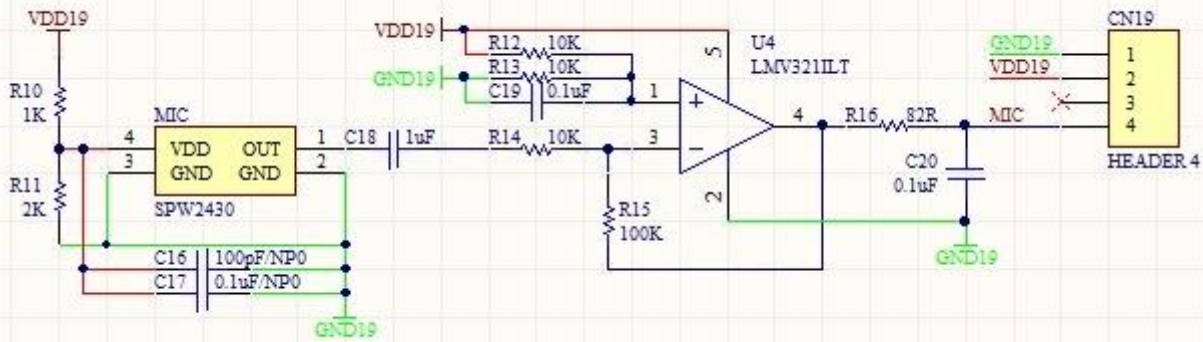 VDD19
R10
1K
R11
2K
MIC
4 VDD OUT 1
3 GND GND 2
SPW2430
C16 100pF/NP0
C17 0.1uF/NP0
GND19
C18 1uF
VDD19
GND19
R12 10K
R13 10K
C19 0.1uF
R14 10K
1
3
5
2
4
U4
LMV321ILT
R15
100K
R16 82R
C20
0.1uF
GND19
CN19
GND19 1
VDD19 2
3
MIC 4
HEADER 4